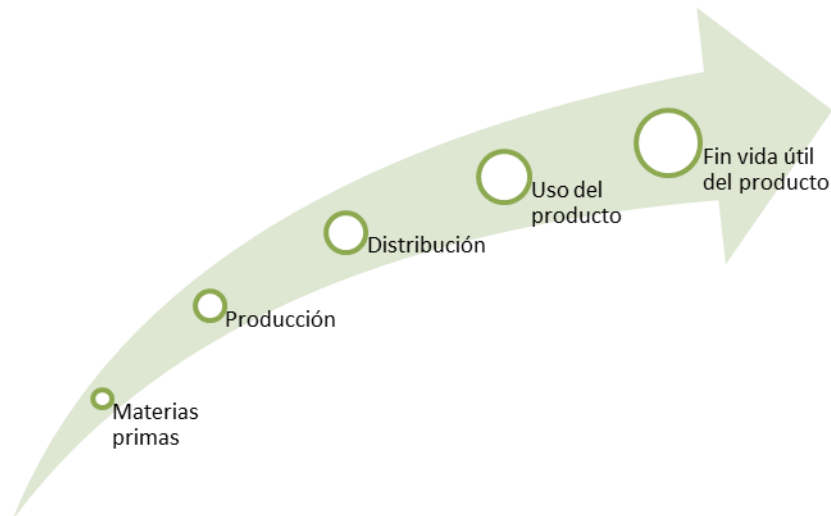 Materias
primas
Producción
Distribución
Uso del
producto
Fin vida útil
del producto